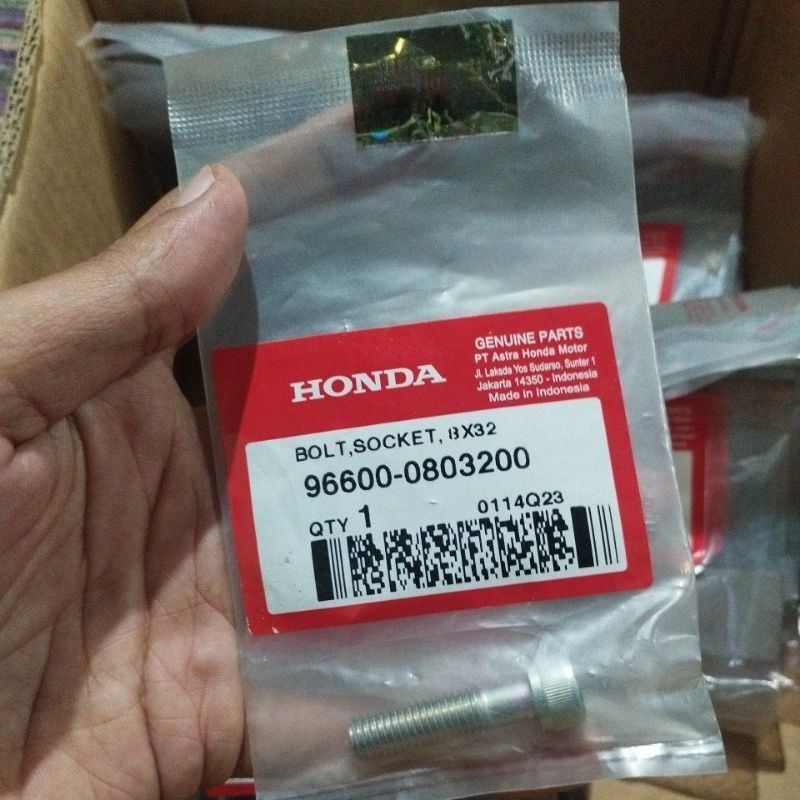 HONDA
GENUINE PARTS
PT Astra Honda Motor
Jl. Laksda Yos Sudarso, Sunter 1
Jakarta 14350 - Indonesia
Made in Indonesia
BOLT,SOCKET, 8X32
96600-0803200
QTY 1
0114Q23